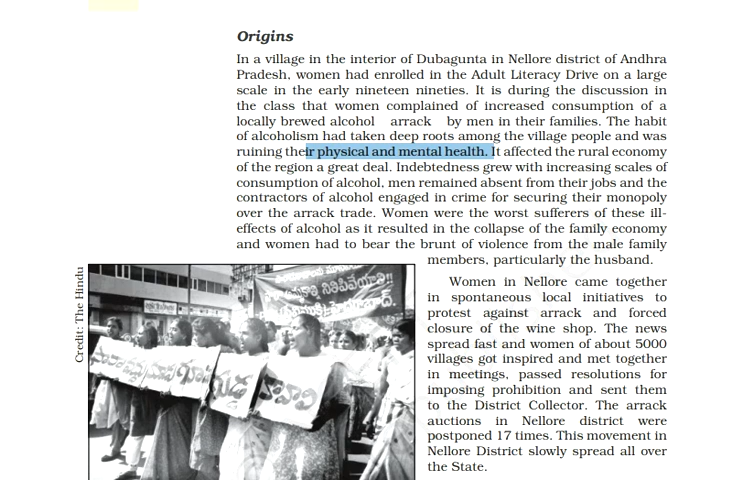 Origins
In a village in the interior of Dubagunta in Nellore district of Andhra
Pradesh, women had enrolled in the Adult Literacy Drive on a large
scale in the early nineteen nineties. It is during the discussion in
the class that women complained of increased consumption of a
locally brewed alcohol arrack by men in their families. The habit
of alcoholism had taken deep roots among the village people and was
ruining their physical and mental health. It affected the rural economy
of the region a great deal. Indebtedness grew with increasing scales of
consumption of alcohol, men remained absent from their jobs and the
contractors of alcohol engaged in crime for securing their monopoly
over the arrack trade. Women were the worst sufferers of these ill-
effects of alcohol as it resulted in the collapse of the family economy
and women had to bear the brunt of violence from the male family
members, particularly the husband.
Women in Nellore came together
in spontaneous local initiatives to
protest against arrack and forced
closure of the wine shop. The news
spread fast and women of about 5000
villages got inspired and met together
in meetings, passed resolutions for
imposing prohibition and sent them
to the District Collector. The arrack
auctions in Nellore district were
postponed 17 times. This movement in
Nellore District slowly spread all over
the State.
Credit: The Hindu
కావాలి